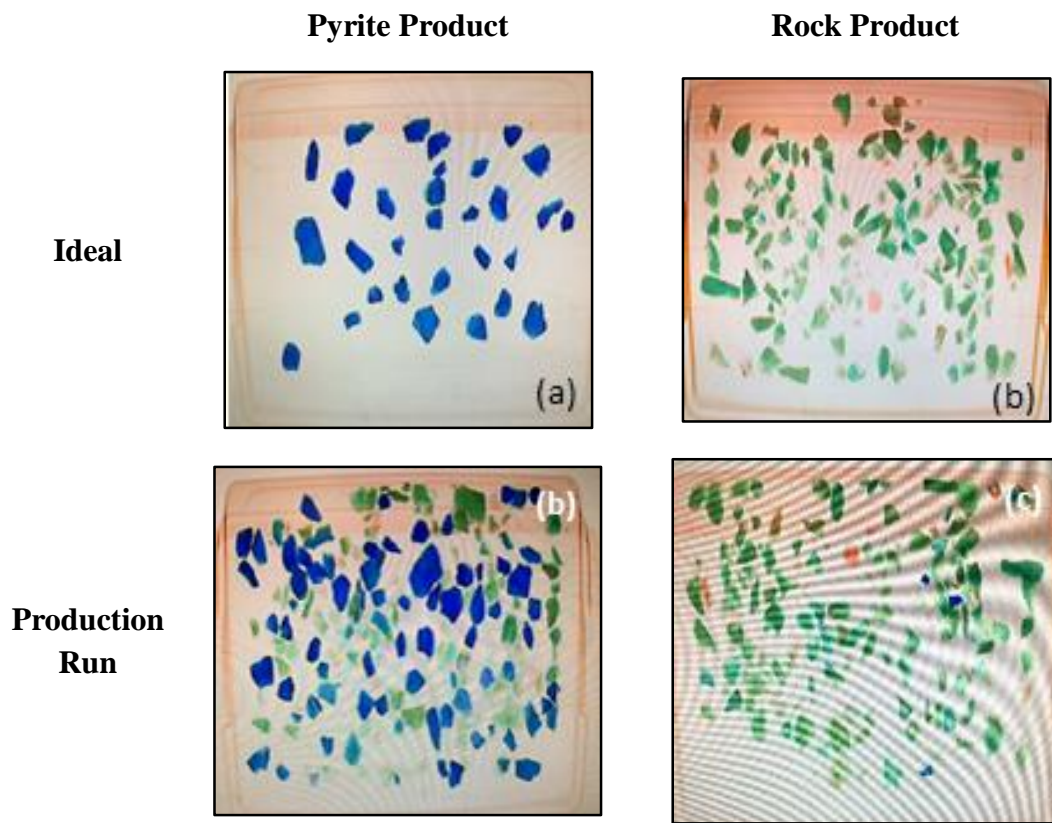 Pyrite Product
Rock Product
Ideal
(a)
(b)
Production
Run
(b)
(c)